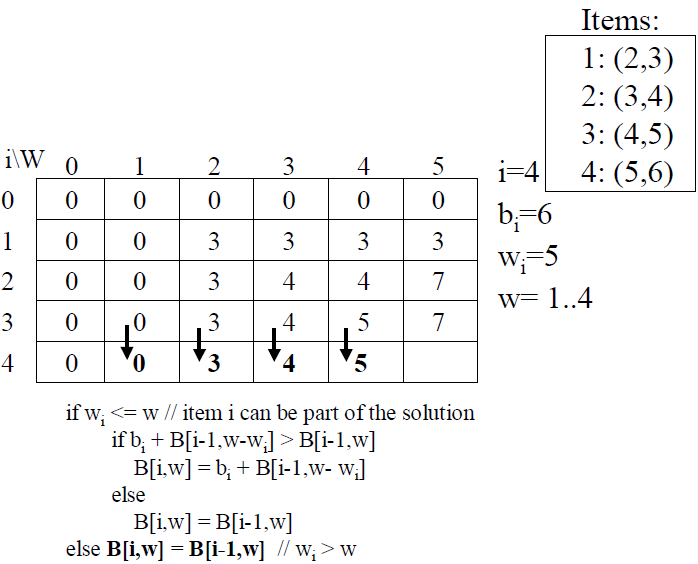 Items:
1: (2,3)
2: (3,4)
3: (4,5)
4: (5,6)
i\W 0 1 2 3 4 5
0 0 0 0 0 0 0
1 0 0 3 3 3 3
2 0 0 3 4 4 7
3 0 0 3 4 5 7
4 0 0 3 4 5
i=4
bi=6
wi=5
w= 1..4
if wi <= w // item i can be part of the solution
if bi + B[i-1,w-wi] > B[i-1,w]
B[i,w] = bi + B[i-1,w- wi]
else
B[i,w] = B[i-1,w]
else B[i,w] = B[i-1,w] // wi > w